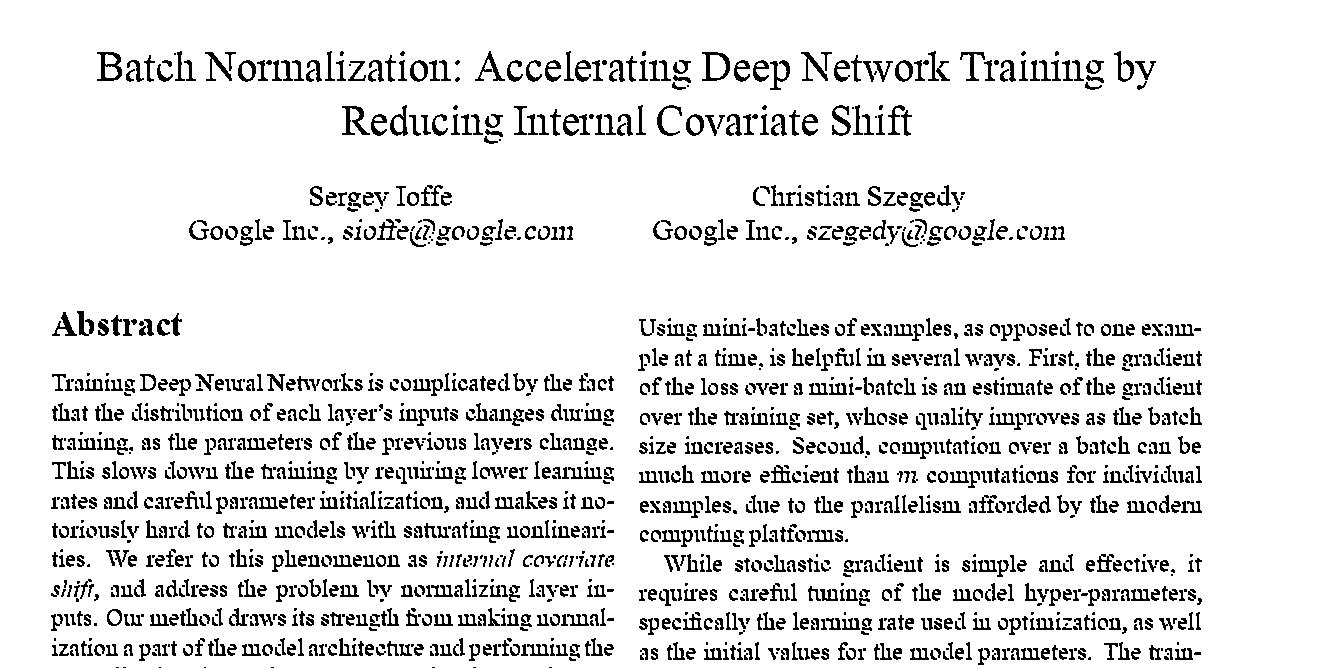 Batch Normalization: Accelerating Deep Network Training by
Reducing Internal Covariate Shift
Sergey Ioffe
Google Inc., sioffe@google.com
Christian Szegedy
Google Inc., szegedy@google.com
Abstract
Training Deep Neural Networks is complicated by the fact
that the distribution of each layer's inputs changes during
training, as the parameters of the previous layers change.
This slows down the training by requiring lower learning
rates and careful parameter initialization, and makes it no-
toriously hard to train models with saturating nonlineari-
ties. We refer to this phenomenon as internal covariate
shift, and address the problem by normalizing layer in-
puts. Our method draws its strength from making normal-
ization a part of the model architecture and performing the
Using mini-batches of examples, as opposed to one exam-
ple at a time, is helpful in several ways. First, the gradient
of the loss over a mini-batch is an estimate of the gradient
over the training set, whose quality improves as the batch
size increases. Second, computation over a batch can be
much more efficient than m computations for individual
examples, due to the parallelism afforded by the modern
computing platforms.
While stochastic gradient is simple and effective, it
requires careful tuning of the model hyper-parameters,
specifically the learning rate used in optimization, as well
as the initial values for the model parameters. The train-